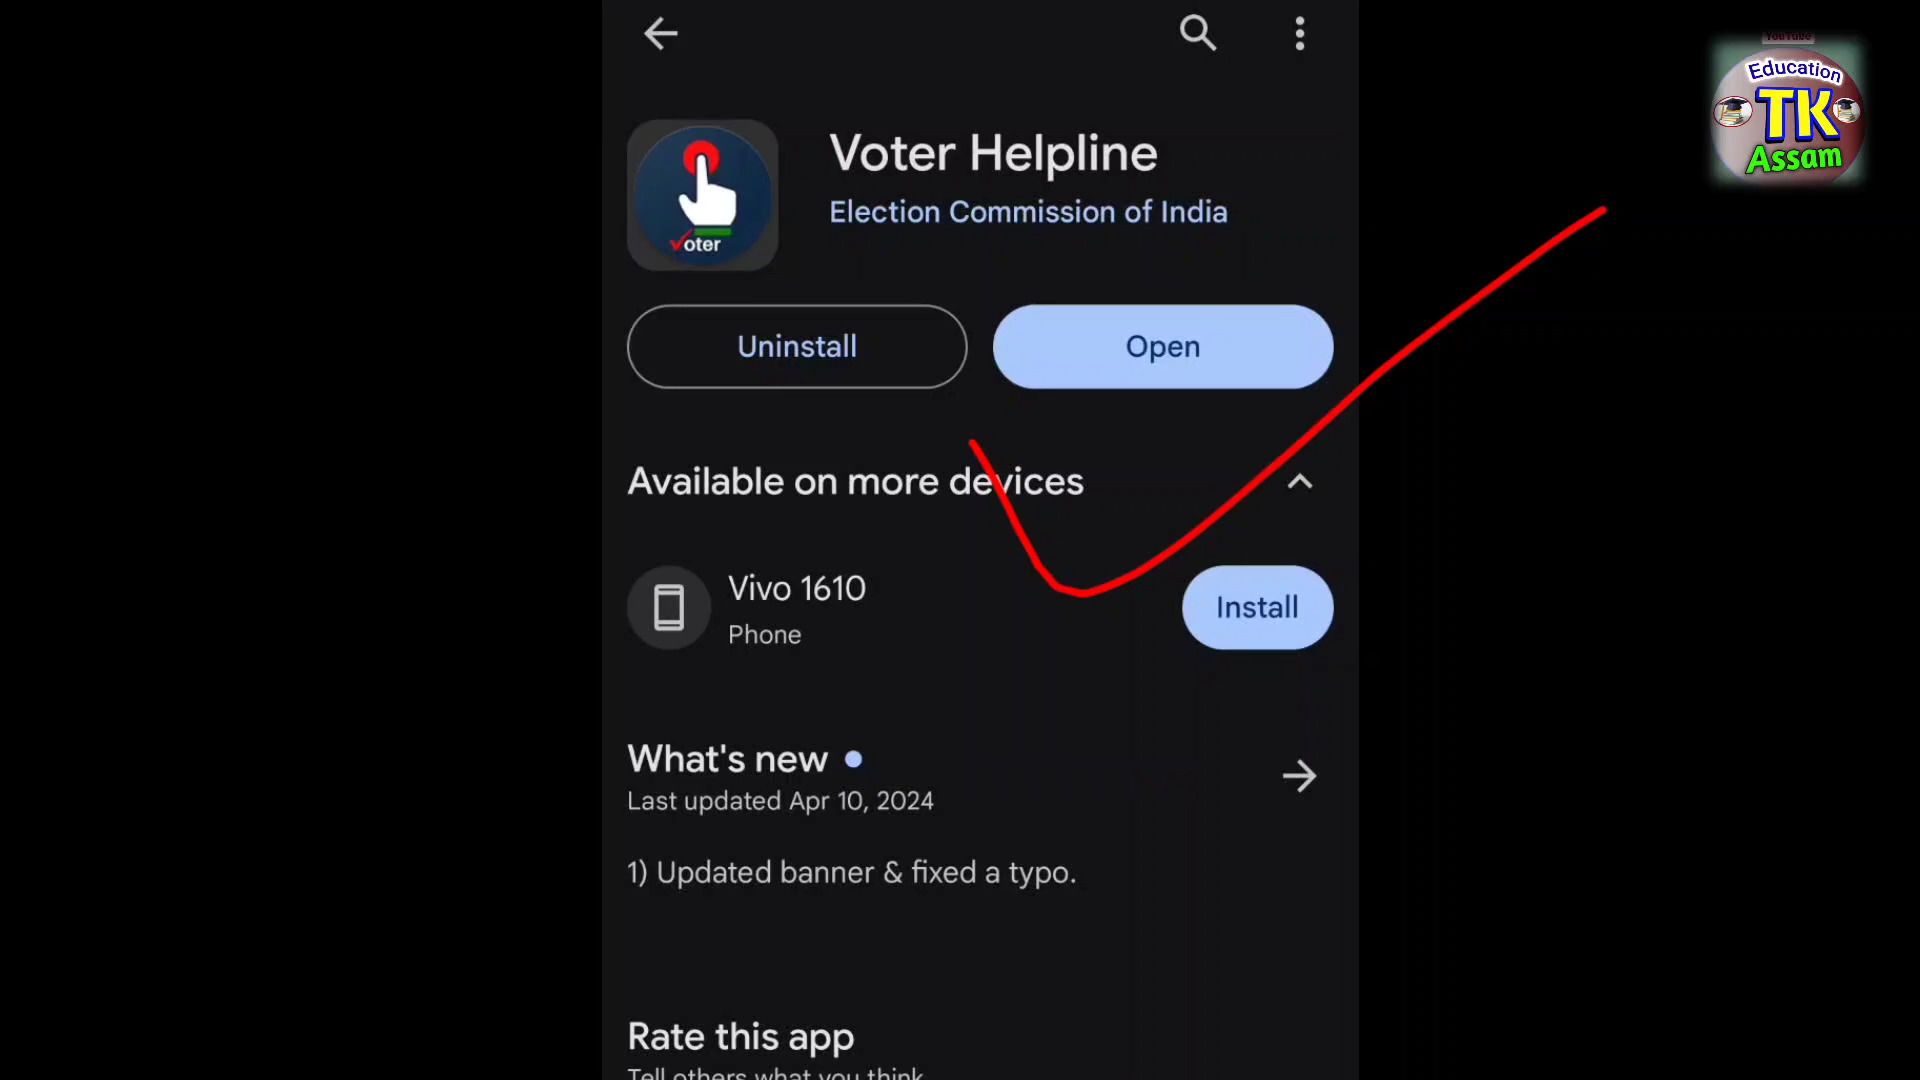 YouTube
Education
TK
Assam
Voter Helpline
Election Commission of India
Voter
Uninstall
Open
Available on more devices
Vivo 1610
Phone
Install
What's new
Last updated Apr 10, 2024
1) Updated banner & fixed a typo.
Rate this app
Tell others what you think